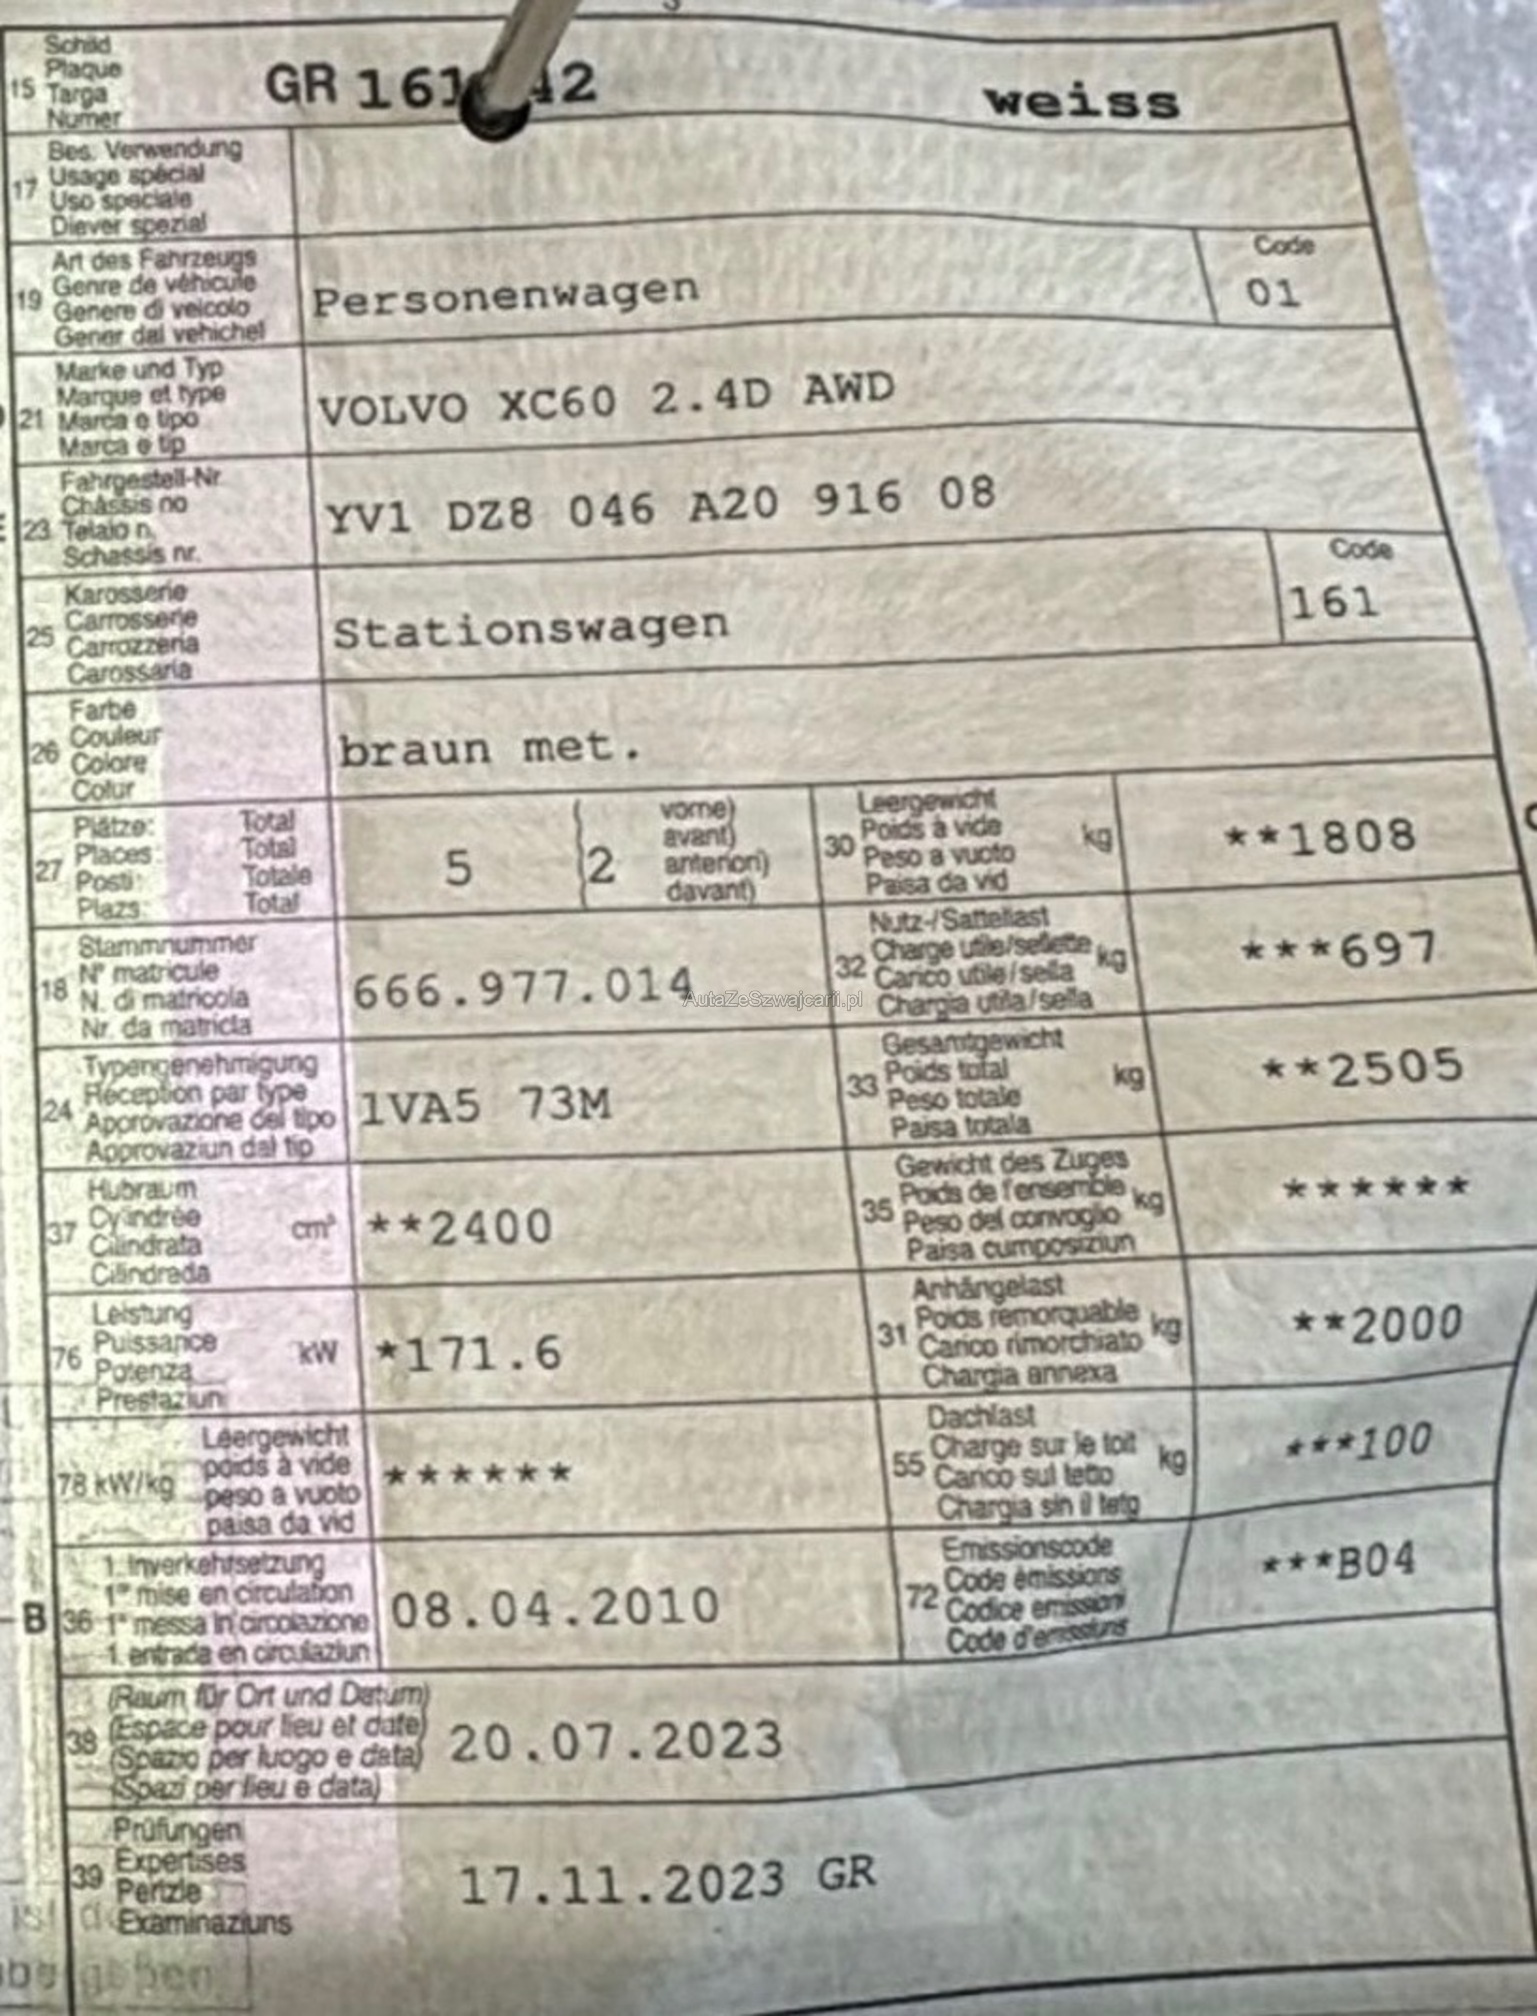 Schild
Plaque
15 Targa
Numer
GR 161 42 weiss
Bes. Verwendung
17 Usage spécial
Uso speciale
Diever spezial
Art des Fahrzeugs
19 Genre de véhicule
Genere di veicolo
Gener dal vehichel
Personenwagen
Code
01
Marke und Typ
Marque et type
21 Marca e tipo
Marca e tip
VOLVO XC60 2.4D AWD
Fahrgestell-Nr.
Châssis no
23 Telaio n.
Schassis nr.
YV1 DZ8 046 A20 916 08
Karosserie
Carrosserie
25 Carrozzeria
Carossaria
Stationswagen
Code
161
Farbe
26 Couleur
Colore
Colur
braun met.
Plätze: Total
27 Places Total
Posti: Totale
Plazs: Total
5 (2
vorne)
avant)
anteriori)
davant)
Leergewicht
30 Poids à vide kg
Peso a vuoto
Paisa da vid
**1808
Stammnummer
18 N° matricule
N. di matricola
Nr. da matricla
666.977.014
AutaZeSzwajcarii.pl
Nutz-/Sattellast
32 Charge utile/sellette kg
Carico utile/sella
Chargia utila/sella
***697
Typengenehmigung
24 Réception par type
Approvazione del tipo
Approvaziun dal tip
1VA5 73M
Gesamtgewicht
33 Poids total kg
Peso totale
Paisa totala
**2505
Hubraum
37 Cylindrée cm³
Cilindrata
Cilindrada
**2400
Gewicht des Zuges
35 Poids de l'ensemble kg
Peso del convoglio
Paisa cumposiziun
******
Leistung
76 Puissance kW
Potenza
Prestaziun
*171.6
Anhängelast
31 Poids remorquable kg
Carico rimorchiato
Chargia annexa
**2000
Leergewicht
78 kW/kg poids à vide
peso a vuoto
paisa da vid
******
Dachlast
55 Charge sur le toit kg
Carico sul tetto
Chargia sin il tetg
***100
1. Inverkehrsetzung
B 36 1re mise en circulation
1a messa in circolazione
1. entrada en circulaziun
08.04.2010
Emissionscode
72 Code émissions
Codice emissioni
Code d'emissiuns
***B04
(Raum für Ort und Datum)
38 (Espace pour lieu et date)
(Spazio per luogo e data)
(Spazi per lieu e data)
20.07.2023
Prüfungen
39 Expertises
Perizie
Examinaziuns
17.11.2023 GR